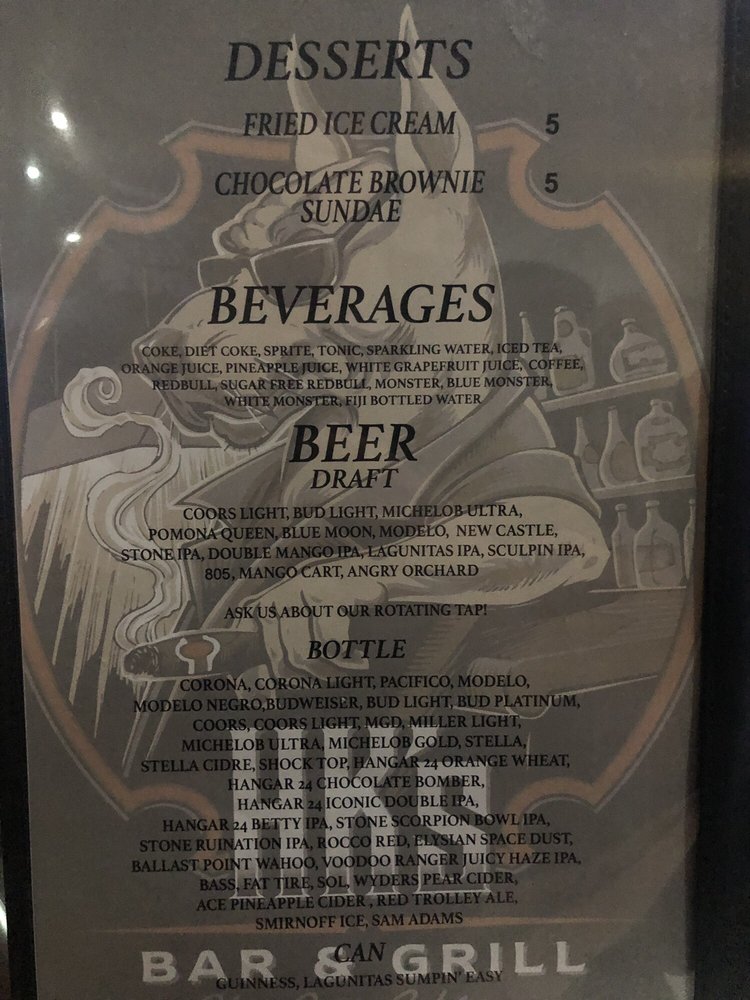 DESSERTS
FRIED ICE CREAM 5
CHOCOLATE BROWNIE 5
SUNDAE
BEVERAGES
COKE, DIET COKE, SPRITE, TONIC, SPARKLING WATER, ICED TEA,
ORANGE JUICE, PINEAPPLE JUICE, WHITE GRAPEFRUIT JUICE, COFFEE,
REDBULL, SUGAR FREE REDBULL, MONSTER, BLUE MONSTER,
WHITE MONSTER, FIJI BOTTLED WATER
BEER
DRAFT
COORS LIGHT, BUD LIGHT, MICHELOB ULTRA,
POMONA QUEEN, BLUE MOON, MODELO, NEW CASTLE,
STONE IPA, DOUBLE MANGO IPA, LAGUNITAS IPA, SCULPIN IPA,
805, MANGO CART, ANGRY ORCHARD
ASK US ABOUT OUR ROTATING TAP!
BOTTLE
CORONA, CORONA LIGHT, PACIFICO, MODELO,
MODELO NEGRO,BUDWEISER, BUD LIGHT, BUD PLATINUM,
COORS, COORS LIGHT, MGD, MILLER LIGHT,
MICHELOB ULTRA, MICHELOB GOLD, STELLA,
STELLA CIDRE, SHOCK TOP, HANGAR 24 ORANGE WHEAT,
HANGAR 24 CHOCOLATE BOMBER,
HANGAR 24 ICONIC DOUBLE IPA,
HANGAR 24 BETTY IPA, STONE SCORPION BOWL IPA,
STONE RUINATION IPA, ROCCO RED, ELYSIAN SPACE DUST,
BALLAST POINT WAHOO, VOODOO RANGER JUICY HAZE IPA,
BASS, FAT TIRE, SOL, WYDERS PEAR CIDER,
ACE PINEAPPLE CIDER , RED TROLLEY ALE,
SMIRNOFF ICE, SAM ADAMS
CAN
BAR & GRILL
GUINNESS, LAGUNITAS SUMPIN' EASY